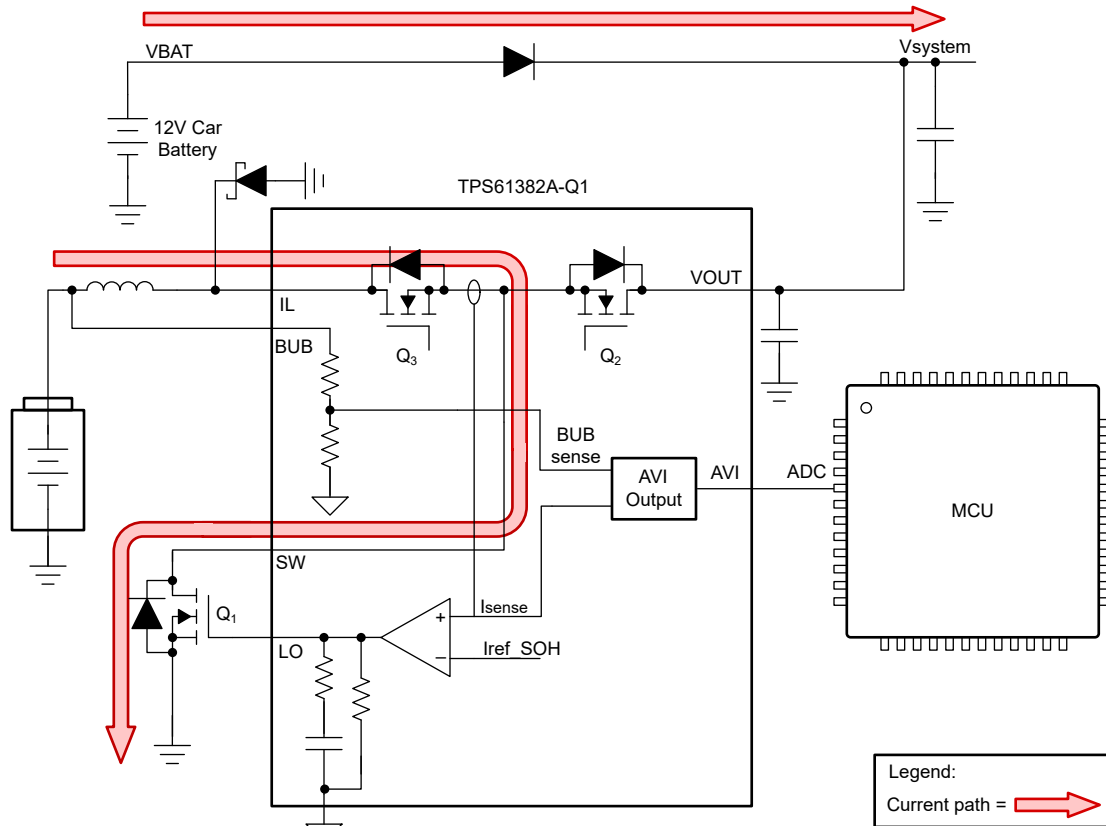 VBAT
Vsystem
12V Car
Battery
TPS61382A-Q1
VOUT
IL
BUB
Q3
Q2
BUB
sense
AVI
Output
AVI
ADC
MCU
SW
Q1
Isense
LO
Iref_SOH
+
−
Legend:
Current path =